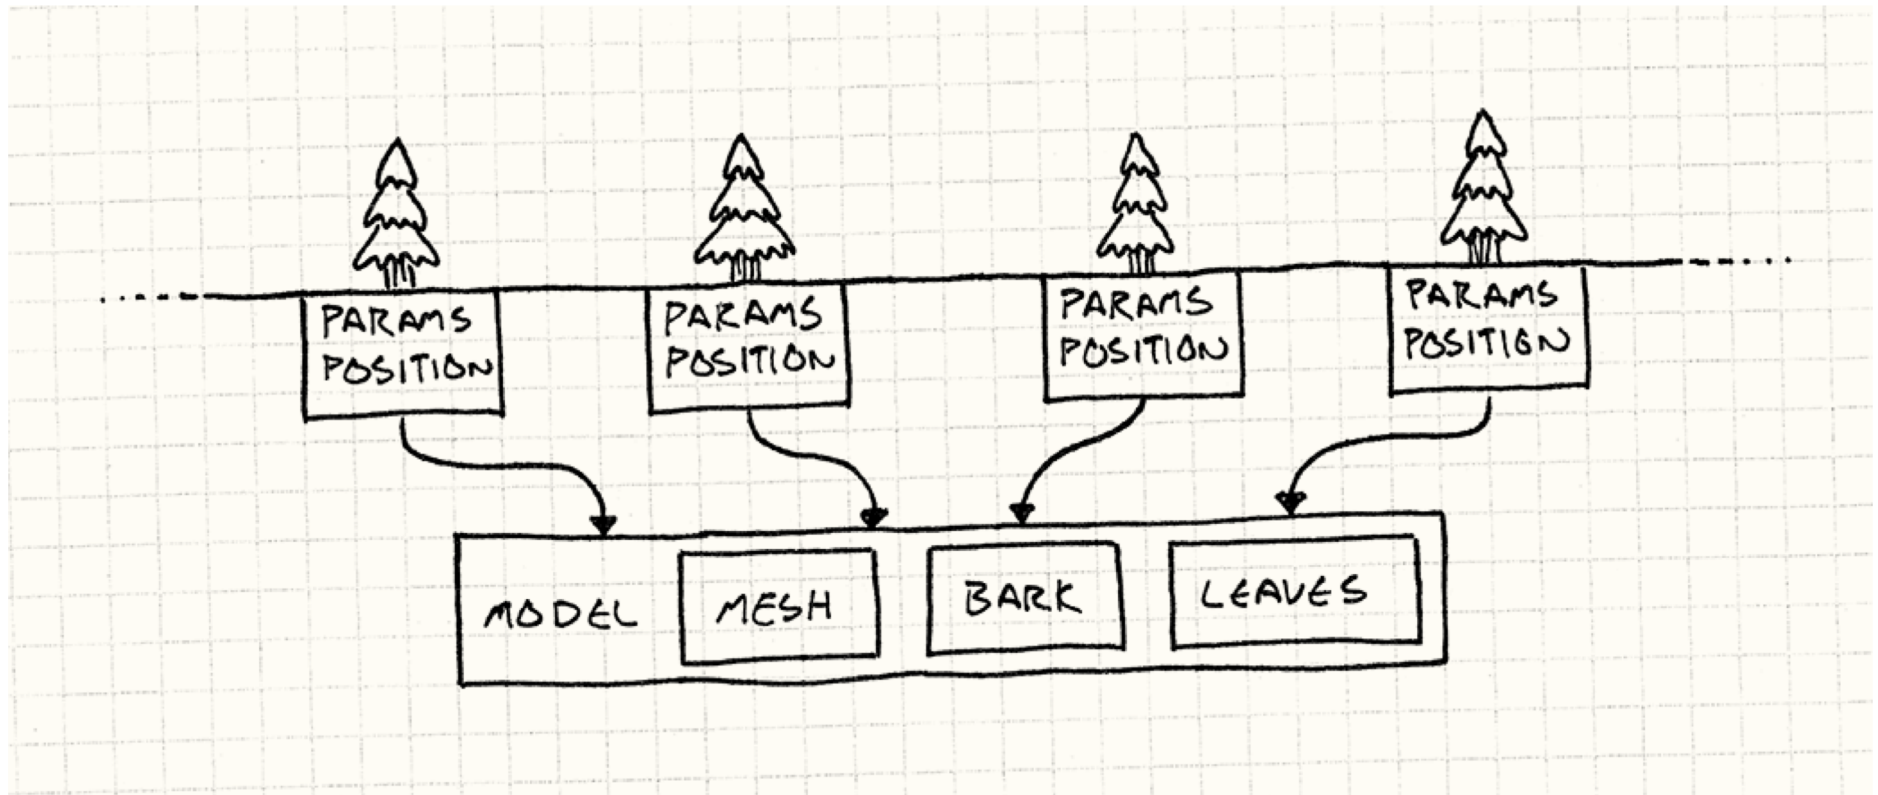 PARAMS
POSITION
PARAMS
POSITION
PARAMS
POSITION
PARAMS
POSITION
MODEL
MESH
BARK
LEAVES